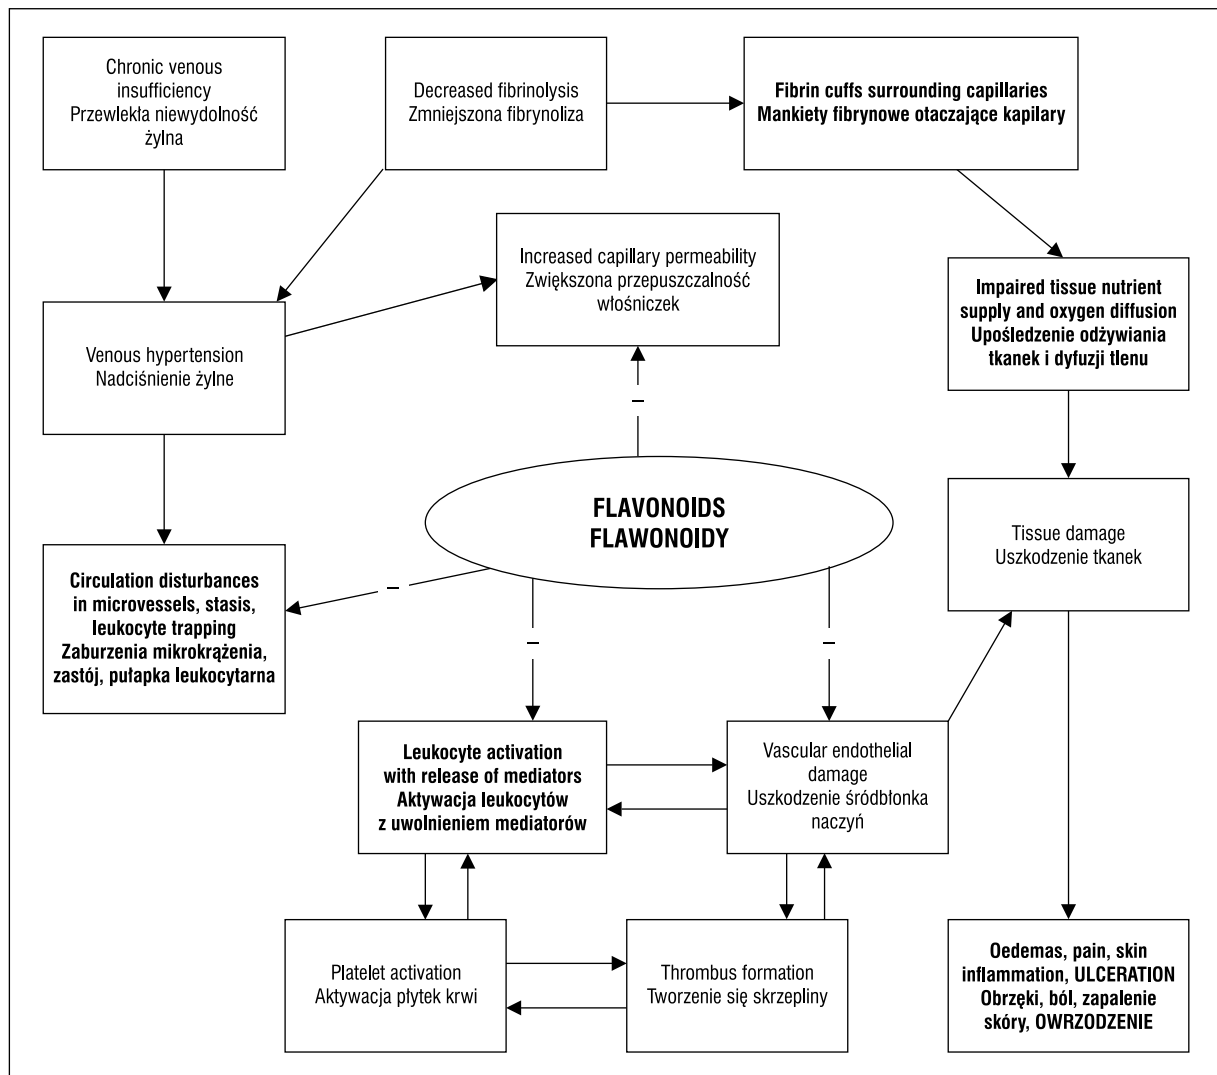 Chronic venous
insufficiency
Przewlekła niewydolność
żylna
Decreased fibrinolysis
Zmniejszona fibrynoliza
Fibrin cuffs surrounding capillaries
Mankiety fibrynowe otaczające kapilary
Increased capillary permeability
Zwiększona przepuszczalność
włośniczek
Impaired tissue nutrient
supply and oxygen diffusion
Upośledzenie odżywiania
tkanek i dyfuzji tlenu
Venous hypertension
Nadciśnienie żylne
–
FLAVONOIDS
FLAWONOIDY
Tissue damage
Uszkodzenie tkanek
Circulation disturbances
in microvessels, stasis,
leukocyte trapping
Zaburzenia mikrokrążenia,
zastój, pułapka leukocytarna
–
–
–
Leukocyte activation
with release of mediators
Aktywacja leukocytów
z uwolnieniem mediatorów
Vascular endothelial
damage
Uszkodzenie śródbłonka
naczyń
Platelet activation
Aktywacja płytek krwi
Thrombus formation
Tworzenie się skrzepliny
Oedemas, pain, skin
inflammation, ULCERATION
Obrzęki, ból, zapalenie
skóry, OWRZODZENIE